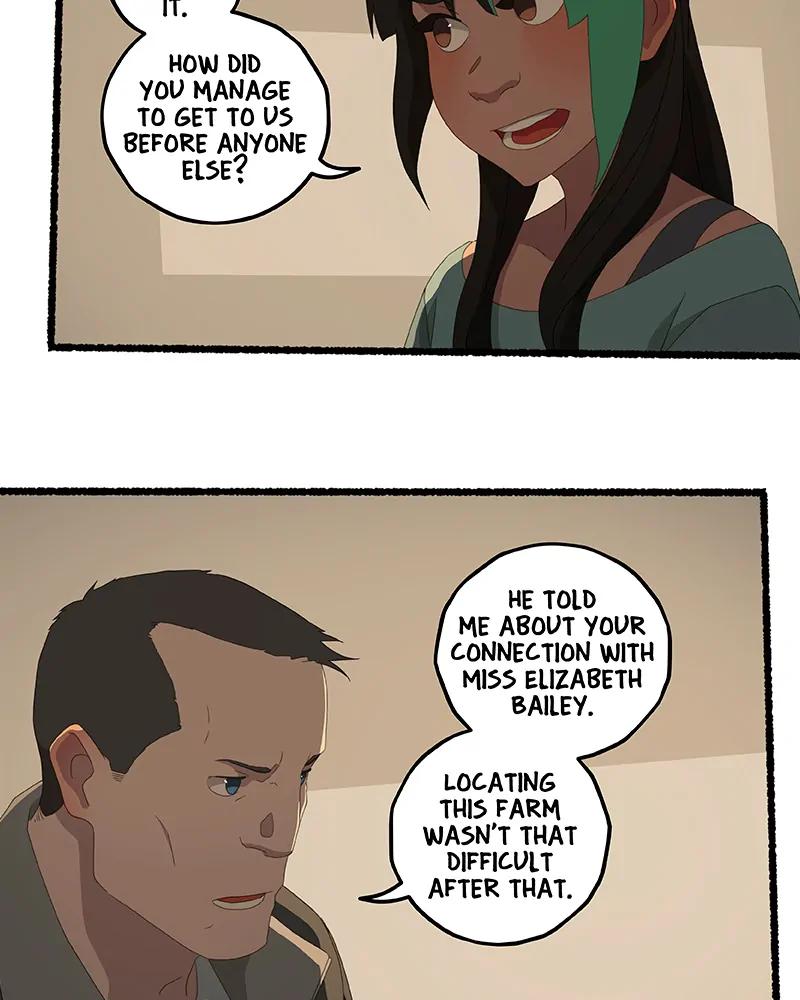 IT.
HOW DID
YOU MANAGE
TO GET TO US
BEFORE ANYONE
ELSE?
HE TOLD
ME ABOUT YOUR
CONNECTION WITH
MISS ELIZABETH
BAILEY.
LOCATING
THIS FARM
WASN'T THAT
DIFFICULT
AFTER THAT.